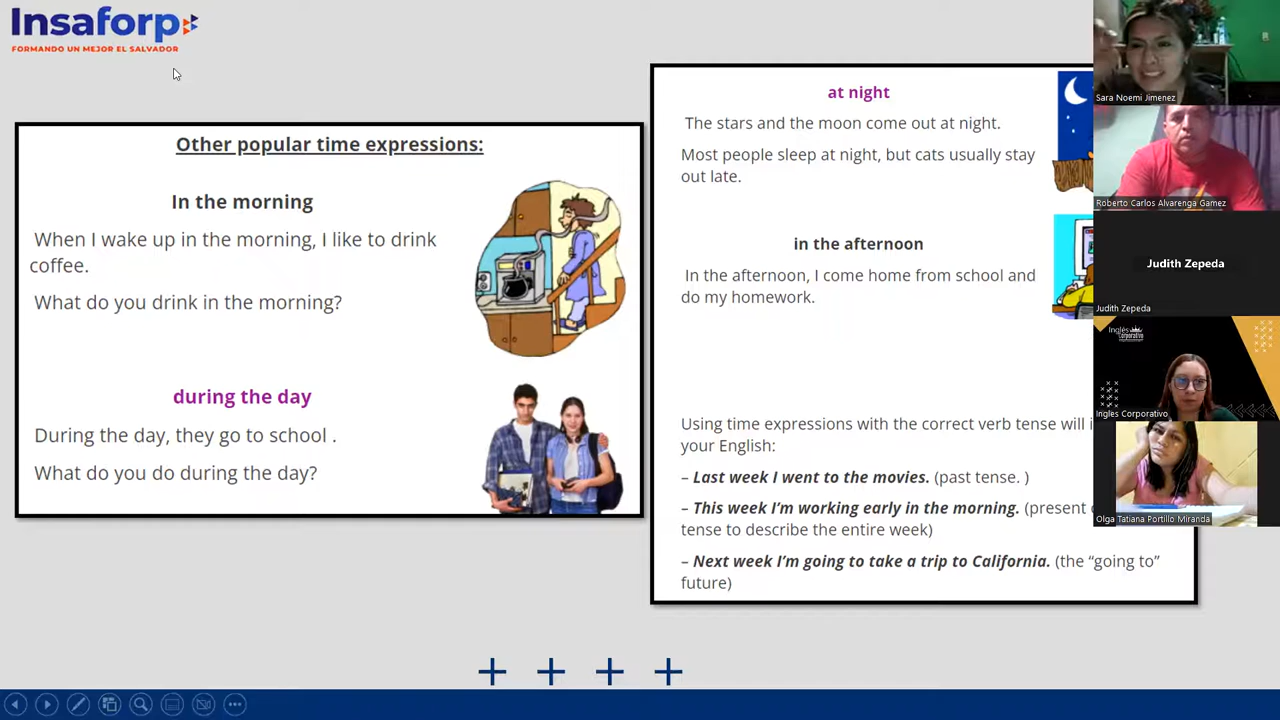 Insaforp
FORMANDO UN MEJOR EL SALVADOR
Other popular time expressions:
In the morning
When I wake up in the morning, I like to drink
coffee.
What do you drink in the morning?
during the day
During the day, they go to school .
What do you do during the day?
at night
The stars and the moon come out at night.
Most people sleep at night, but cats usually stay
out late.
in the afternoon
In the afternoon, I come home from school and
do my homework.
Using time expressions with the correct verb tense will
your English:
– Last week I went to the movies. (past tense. )
– This week I’m working early in the morning. (present
tense to describe the entire week)
– Next week I’m going to take a trip to California. (the “going to”
future)
Sara Noemi Jimenez
Roberto Carlos Alvarenga Gamez
Judith Zepeda
Judith Zepeda
Inglés
Corporativo
Ingles Corporativo
Olga Tatiana Portillo Miranda